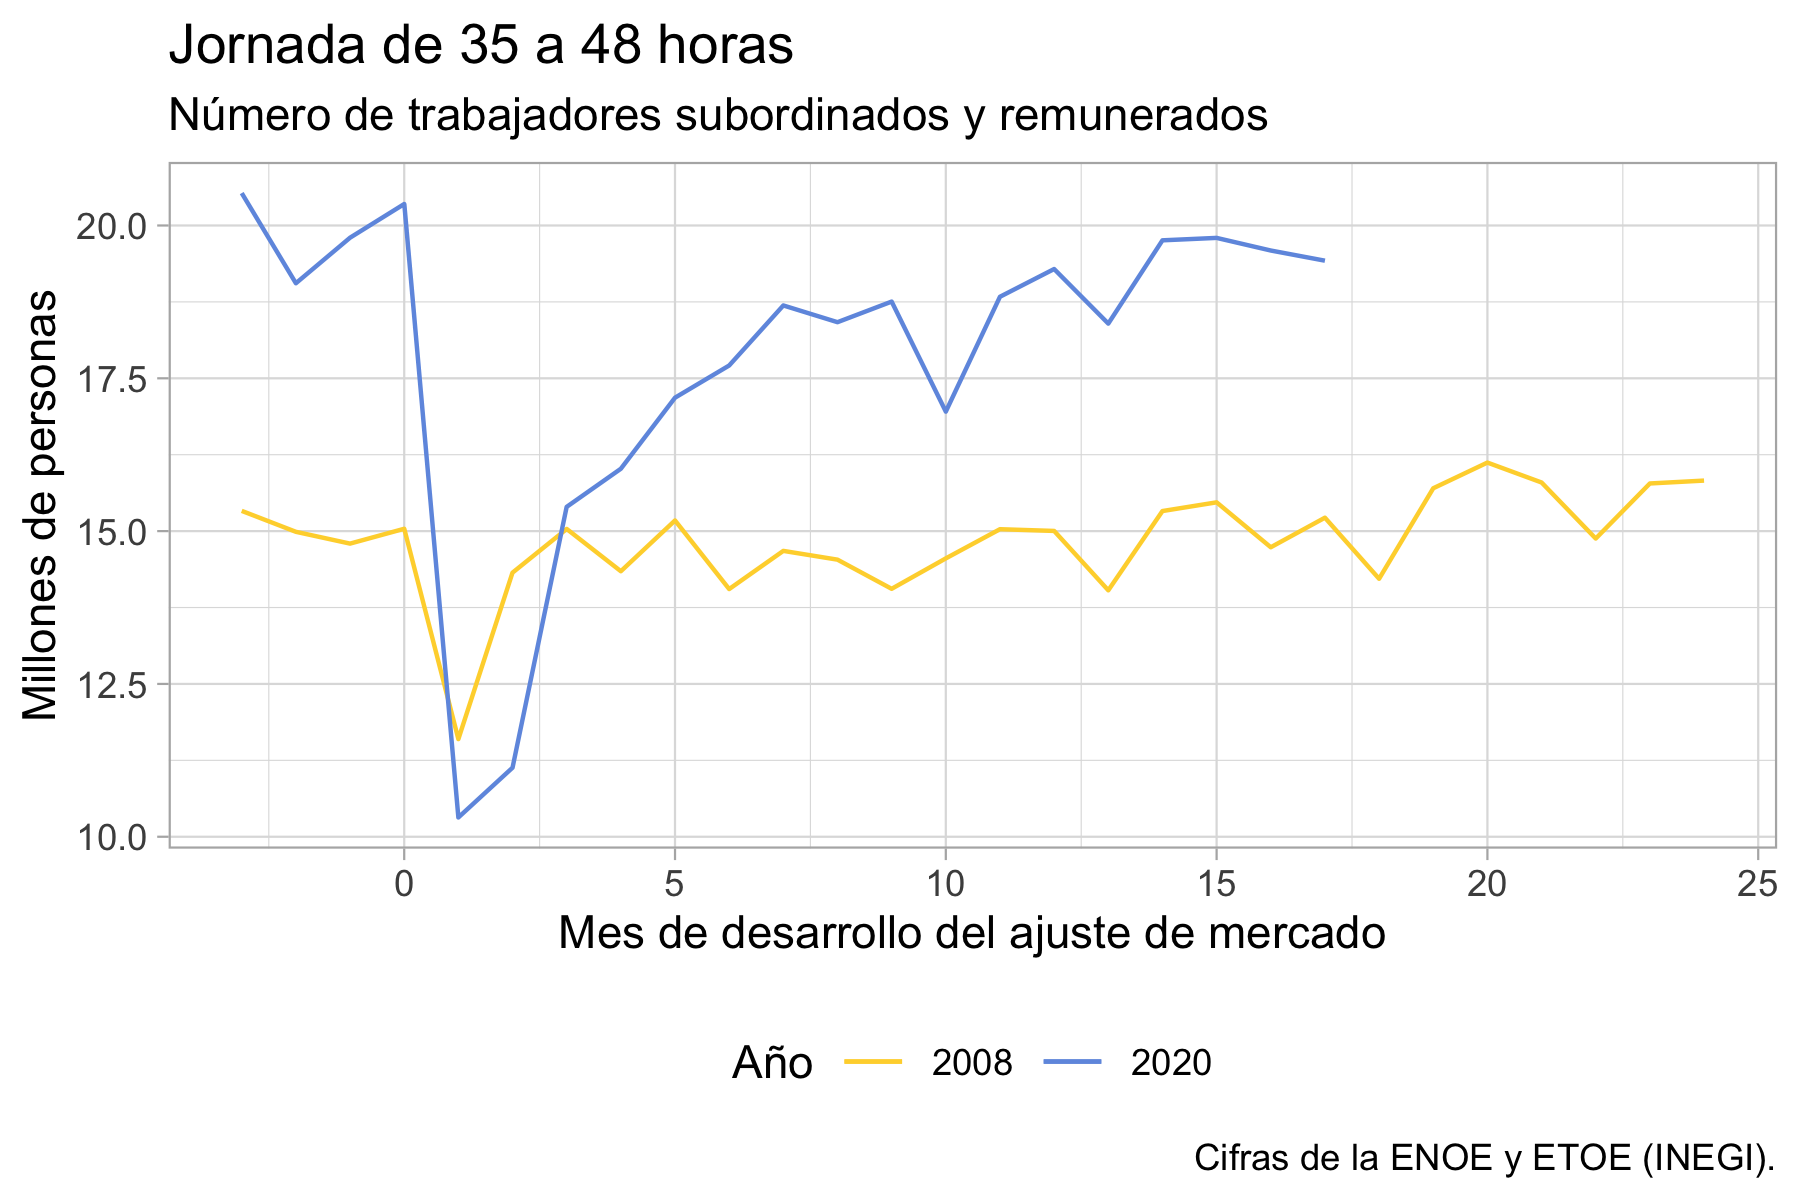 Jornada de 35 a 48 horas
Número de trabajadores subordinados y remunerados
Millones de personas
20.0
17.5
15.0
12.5
10.0
0 5 10 15 20 25
Mes de desarrollo del ajuste de mercado
Año 2008 2020
Cifras de la ENOE y ETOE (INEGI).